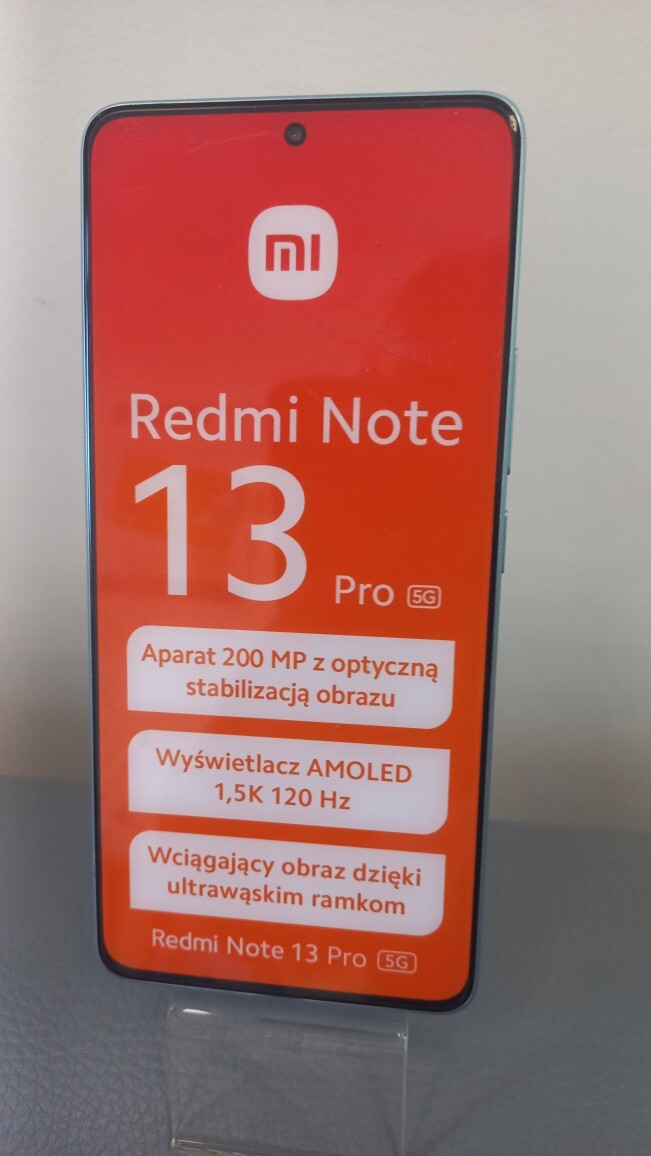 mi
Redmi Note
13 Pro 5G
Aparat 200 MP z optyczną
stabilizacją obrazu
Wyświetlacz AMOLED
1,5K 120 Hz
Wciągający obraz dzięki
ultrawąskim ramkom
Redmi Note 13 Pro 5G